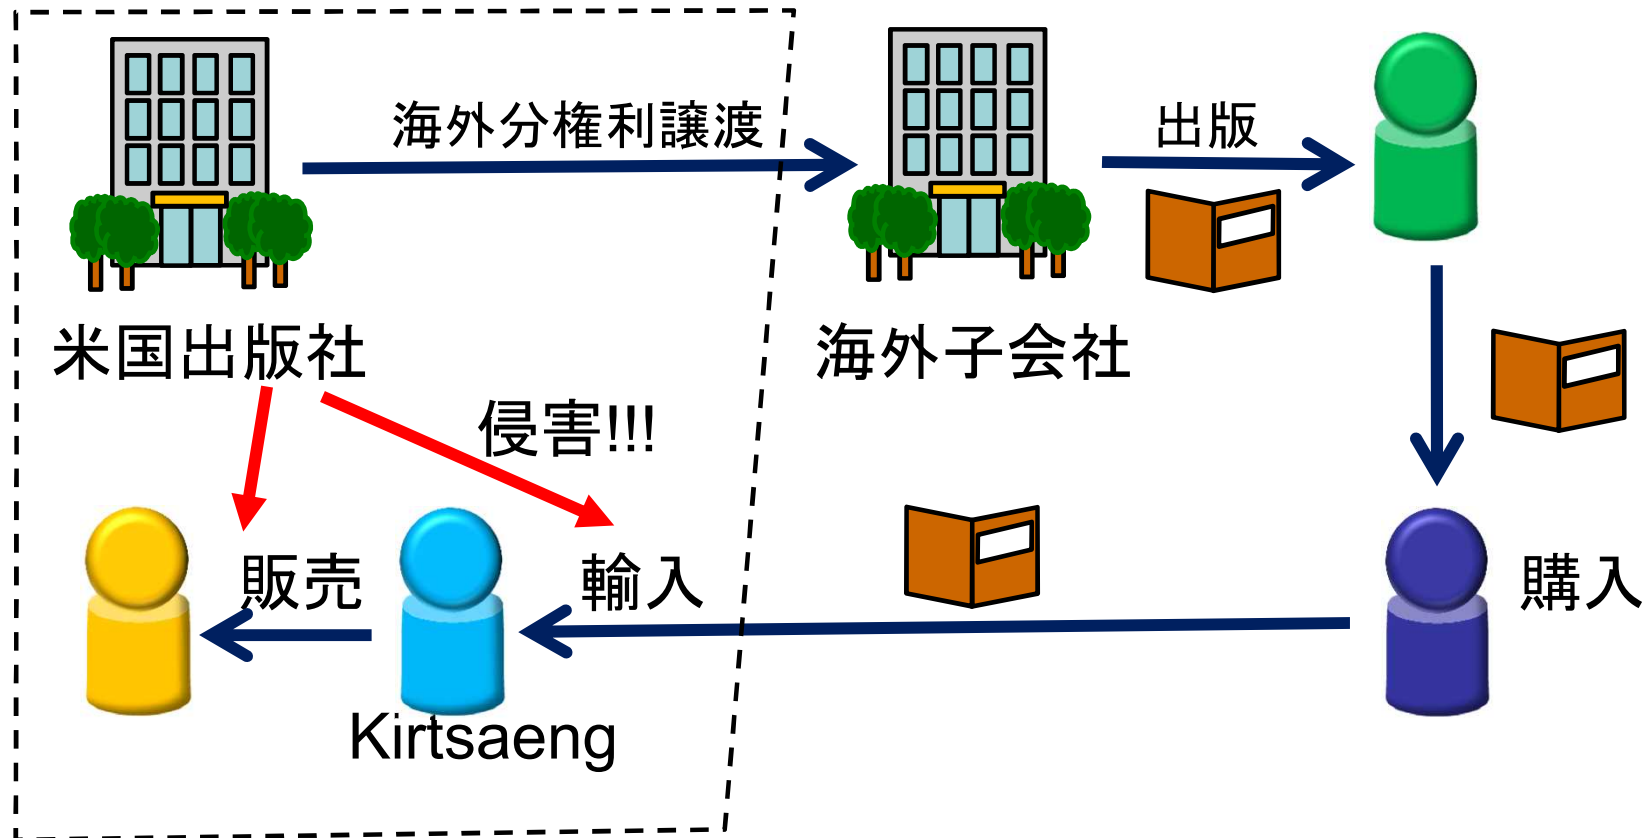 海外分権利譲渡
出版
米国出版社
海外子会社
侵害!!!
販売
輸入
購入
Kirtsaeng